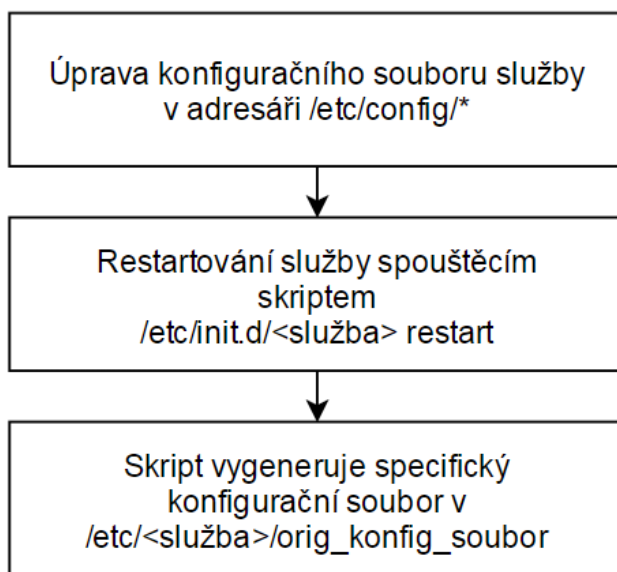 Úprava konfiguračního souboru služby
v adresáři /etc/config/*
Restartování služby spouštěcím
skriptem
/etc/init.d/<služba> restart
Skript vygeneruje specifický
konfigurační soubor v
/etc/<služba>/orig_konfig_soubor